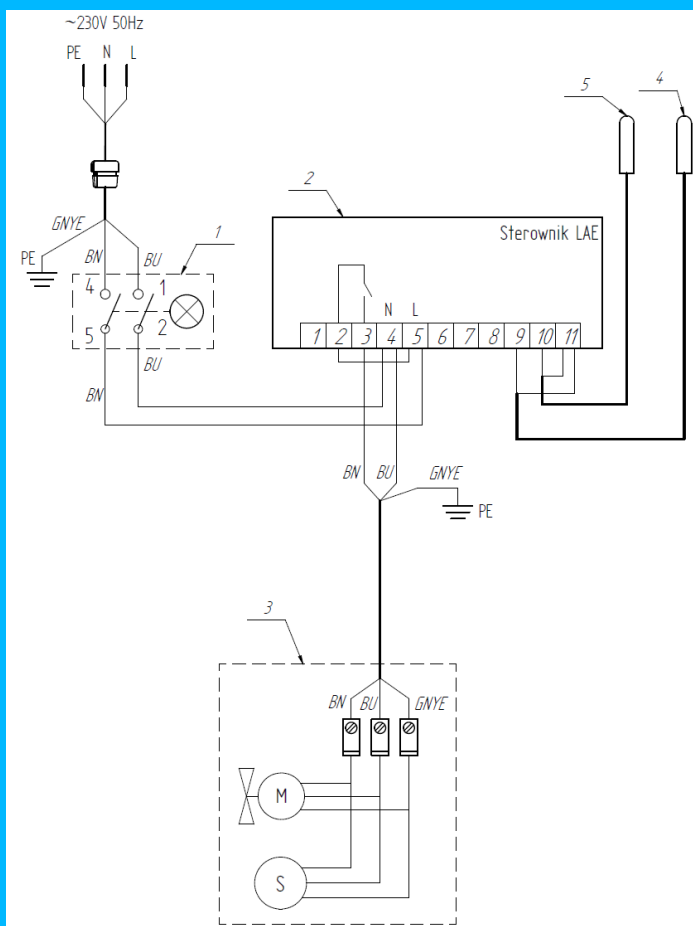 ~230V 50Hz
PE N L
5 4
2
GNYE 1
Sterownik LAE
PE BN BU
4 1
N L
5 2
1 2 3 4 5 6 7 8 9 10 11
BU
BN
BN BU GNYE
PE
3
BN BU GNYE
M
S